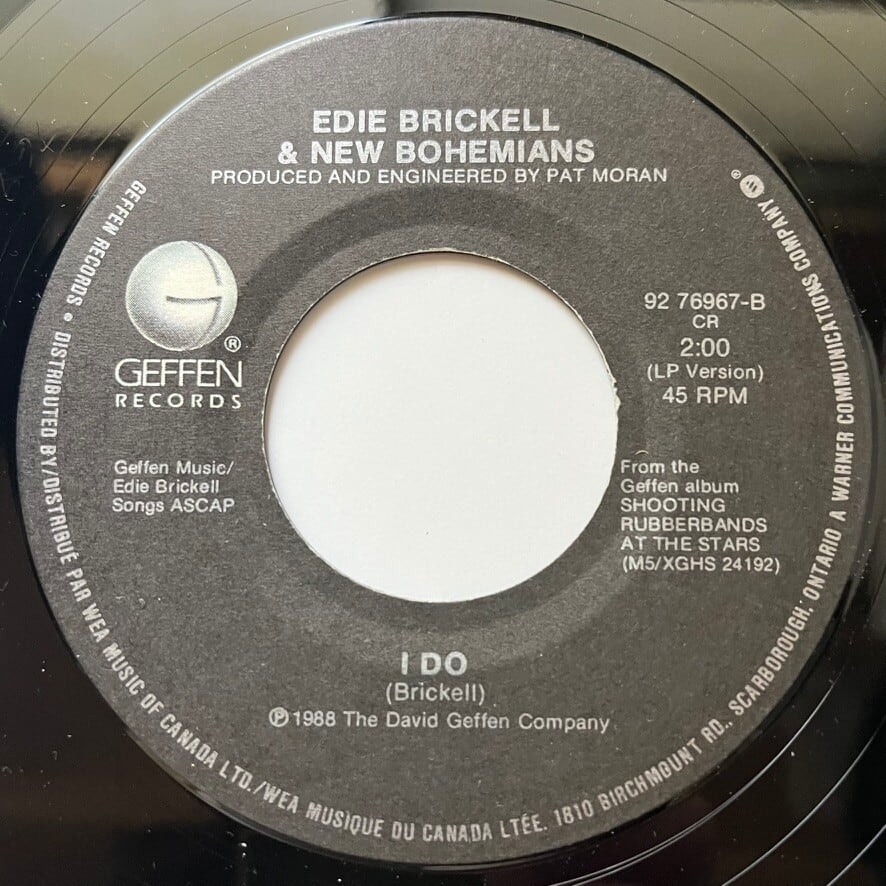 EDIE BRICKELL
& NEW BOHEMIANS
PRODUCED AND ENGINEERED BY PAT MORAN
GEFFEN®
RECORDS
92 76967-B
CR
2:00
(LP Version)
45 RPM
Geffen Music/
Edie Brickell
Songs ASCAP
From the
Geffen album
SHOOTING
RUBBERBANDS
AT THE STARS
(M5/XGHS 24192)
I DO
(Brickell)
℗1988 The David Geffen Company
GEFFEN RECORDS • DISTRIBUTED BY/DISTRIBUÉ PAR WEA MUSIC OF CANADA LTD./WEA MUSIQUE DU CANADA LTÉE. 1810 BIRCHMOUNT RD., SCARBOROUGH, ONTARIO A WARNER COMMUNICATIONS COMPANY ®